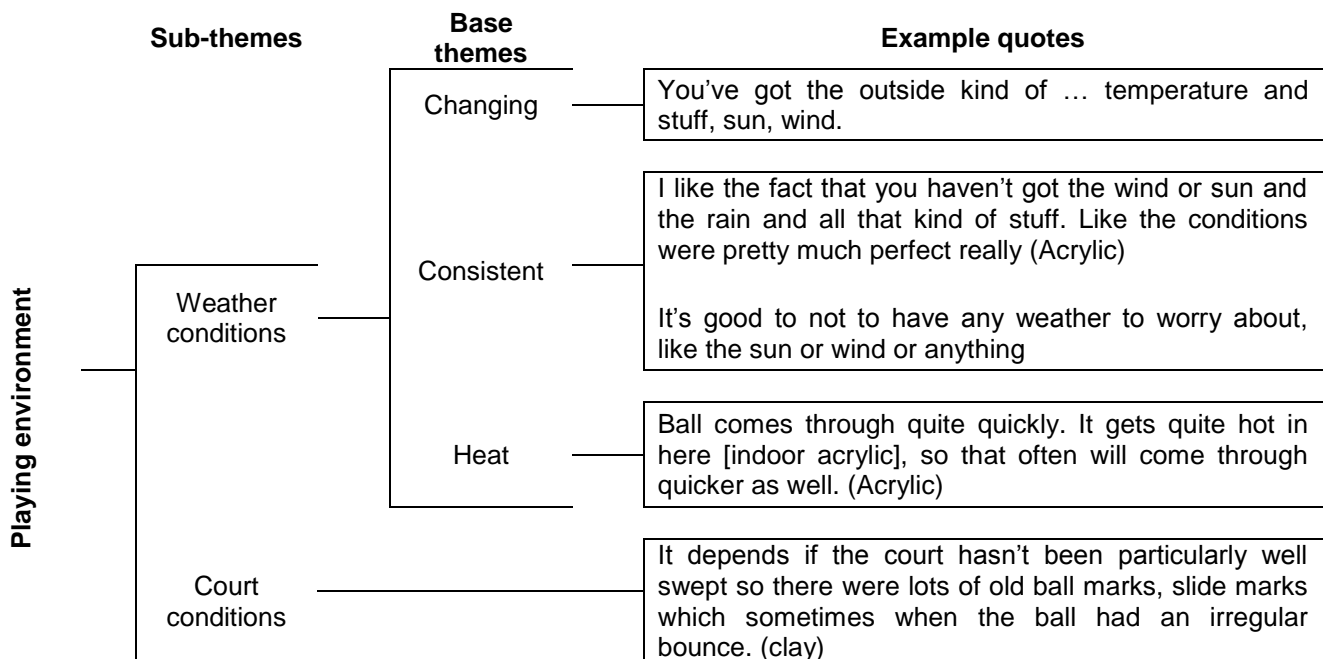 Sub-themes
Base
themes
Example quotes
Playing environment
Weather
conditions
Changing
You’ve got the outside kind of … temperature and
stuff, sun, wind.
Consistent
I like the fact that you haven’t got the wind or sun and
the rain and all that kind of stuff. Like the conditions
were pretty much perfect really (Acrylic)
It’s good to not to have any weather to worry about,
like the sun or wind or anything
Heat
Ball comes through quite quickly. It gets quite hot in
here [indoor acrylic], so that often will come through
quicker as well. (Acrylic)
Court
conditions
It depends if the court hasn’t been particularly well
swept so there were lots of old ball marks, slide marks
which sometimes when the ball had an irregular
bounce. (clay)